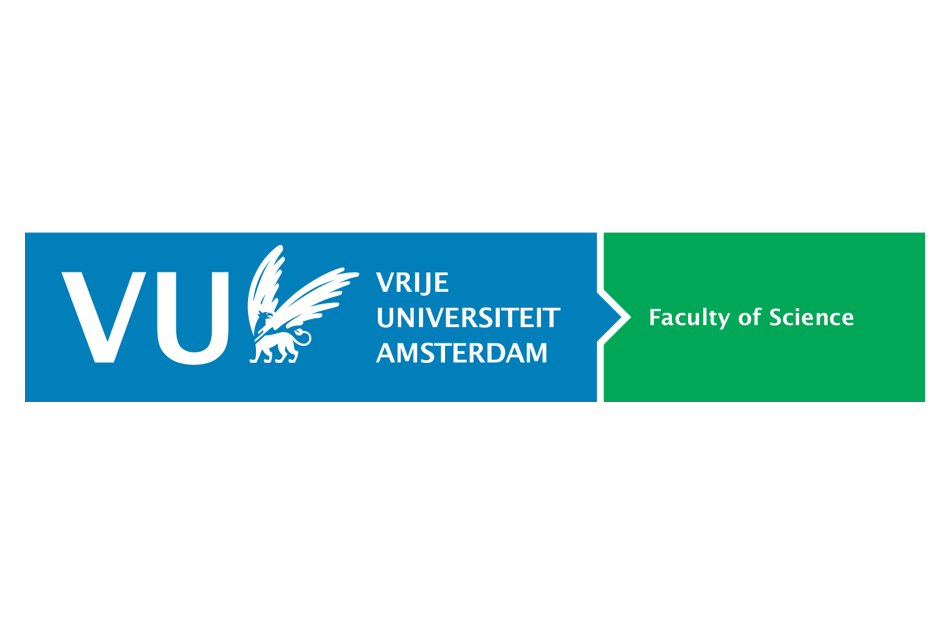 VU
VRIJE
UNIVERSITEIT
AMSTERDAM
Faculty of Science